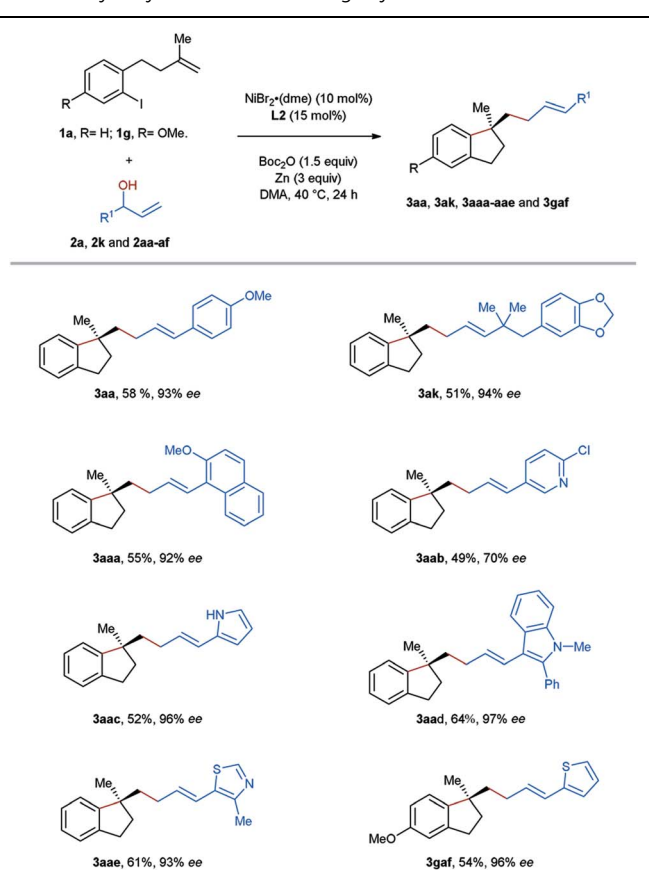 Me
R
I
1a, R= H; 1g, R= OMe.
+
OH
R¹
2a, 2k and 2aa-af
NiBr₂•(dme) (10 mol%)
L2 (15 mol%)
Boc₂O (1.5 equiv)
Zn (3 equiv)
DMA, 40 °C, 24 h
Me
R¹
R
3aa, 3ak, 3aaa-aae and 3gaf
Me
OMe
3aa, 58 %, 93% ee
Me
Me Me
O
O
3ak, 51%, 94% ee
MeO
Me
3aaa, 55%, 92% ee
Me
Cl
N
3aab, 49%, 70% ee
Me
HN
3aac, 52%, 96% ee
Me
N—Me
Ph
3aad, 64%, 97% ee
Me
S
N
Me
3aae, 61%, 93% ee
Me
S
MeO
3gaf, 54%, 96% ee